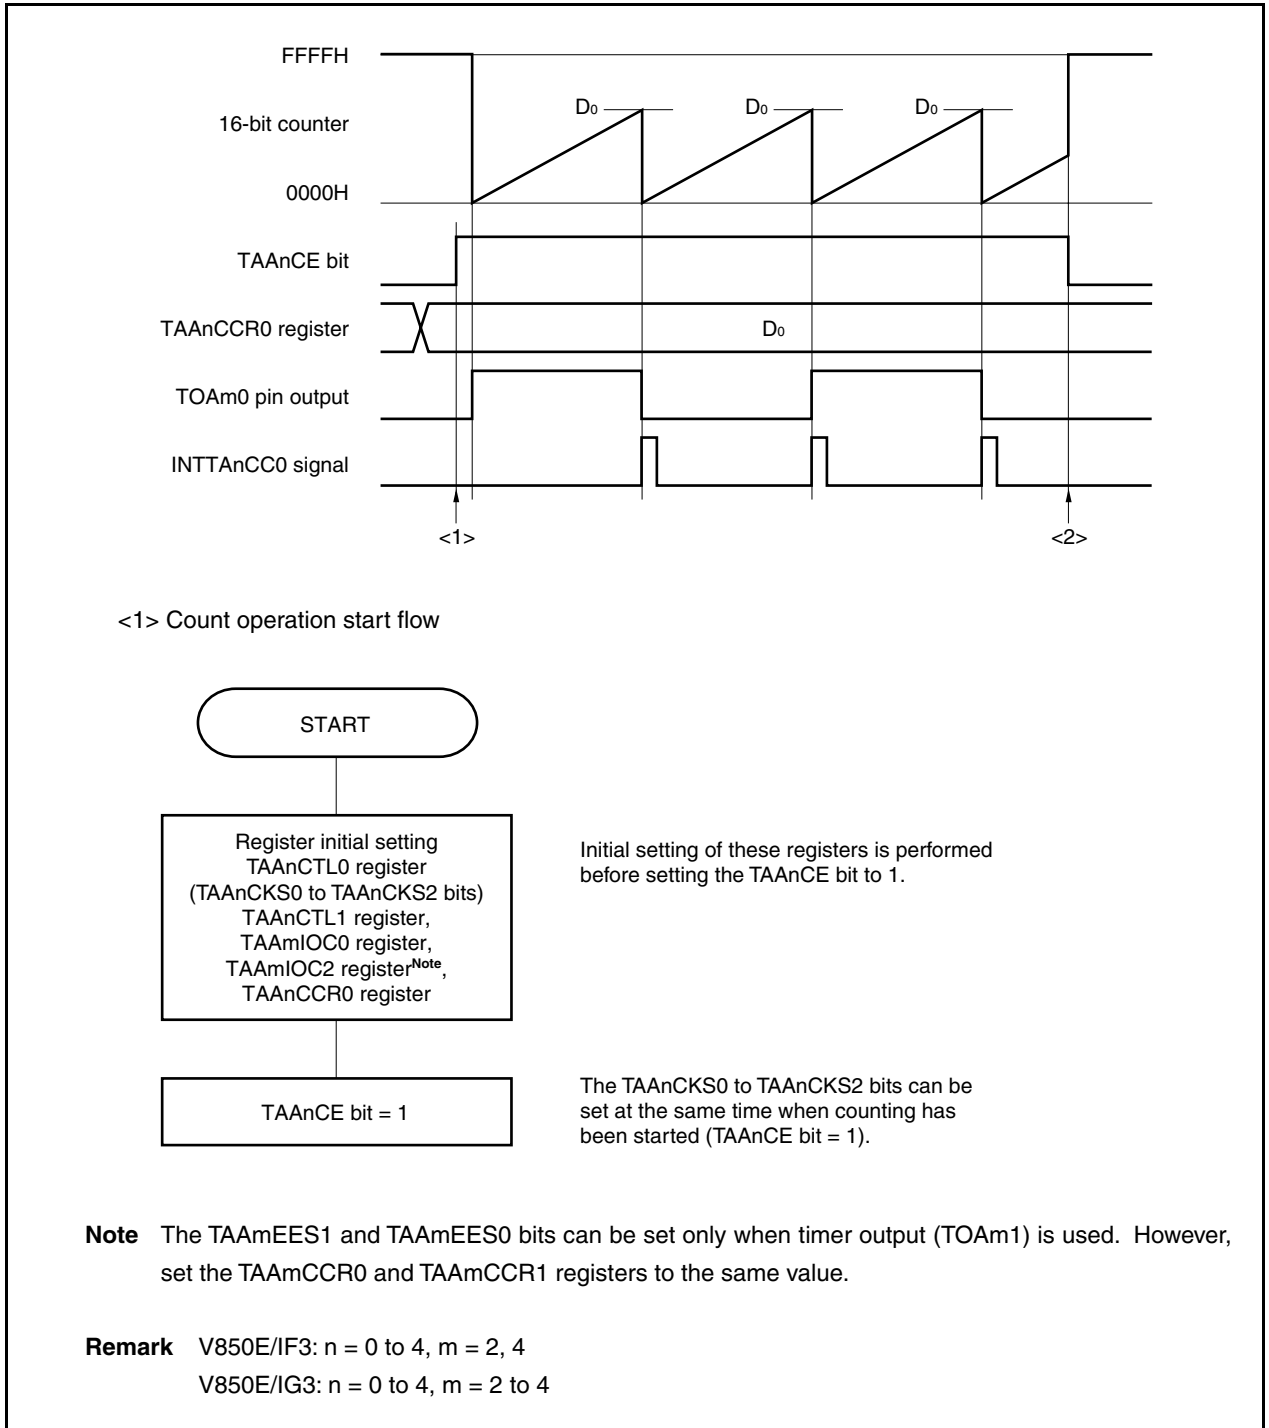 FFFFH
D0 D0 D0
16-bit counter
0000H
TAAnCE bit
TAAnCCR0 register
D0
TOAm0 pin output
INTTAnCC0 signal
<1> <2>
<1> Count operation start flow
START
Register initial setting
TAAnCTL0 register
(TAAnCKS0 to TAAnCKS2 bits)
TAAnCTL1 register,
TAAmIOC0 register,
TAAmIOC2 registerNote,
TAAnCCR0 register
Initial setting of these registers is performed
before setting the TAAnCE bit to 1.
TAAnCE bit = 1
The TAAnCKS0 to TAAnCKS2 bits can be
set at the same time when counting has
been started (TAAnCE bit = 1).
Note The TAAmEES1 and TAAmEES0 bits can be set only when timer output (TOAm1) is used. However,
set the TAAmCCR0 and TAAmCCR1 registers to the same value.
Remark V850E/IF3: n = 0 to 4, m = 2, 4
V850E/IG3: n = 0 to 4, m = 2 to 4